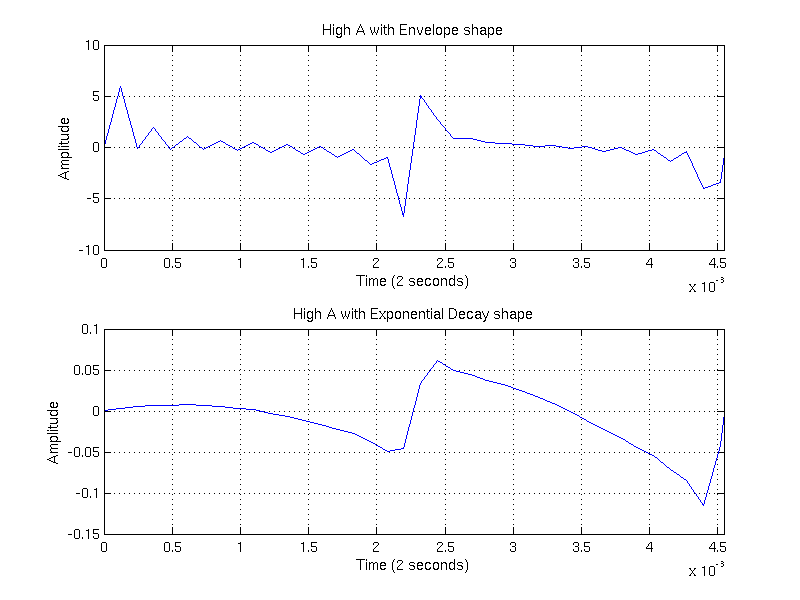 High A with Envelope shape
10
5
0
-5
-10
Amplitude
0 0.5 1 1.5 2 2.5 3 3.5 4 4.5
Time (2 seconds)
x 10-3
High A with Exponential Decay shape
0.1
0.05
0
-0.05
-0.1
-0.15
Amplitude
0 0.5 1 1.5 2 2.5 3 3.5 4 4.5
Time (2 seconds)
x 10-3